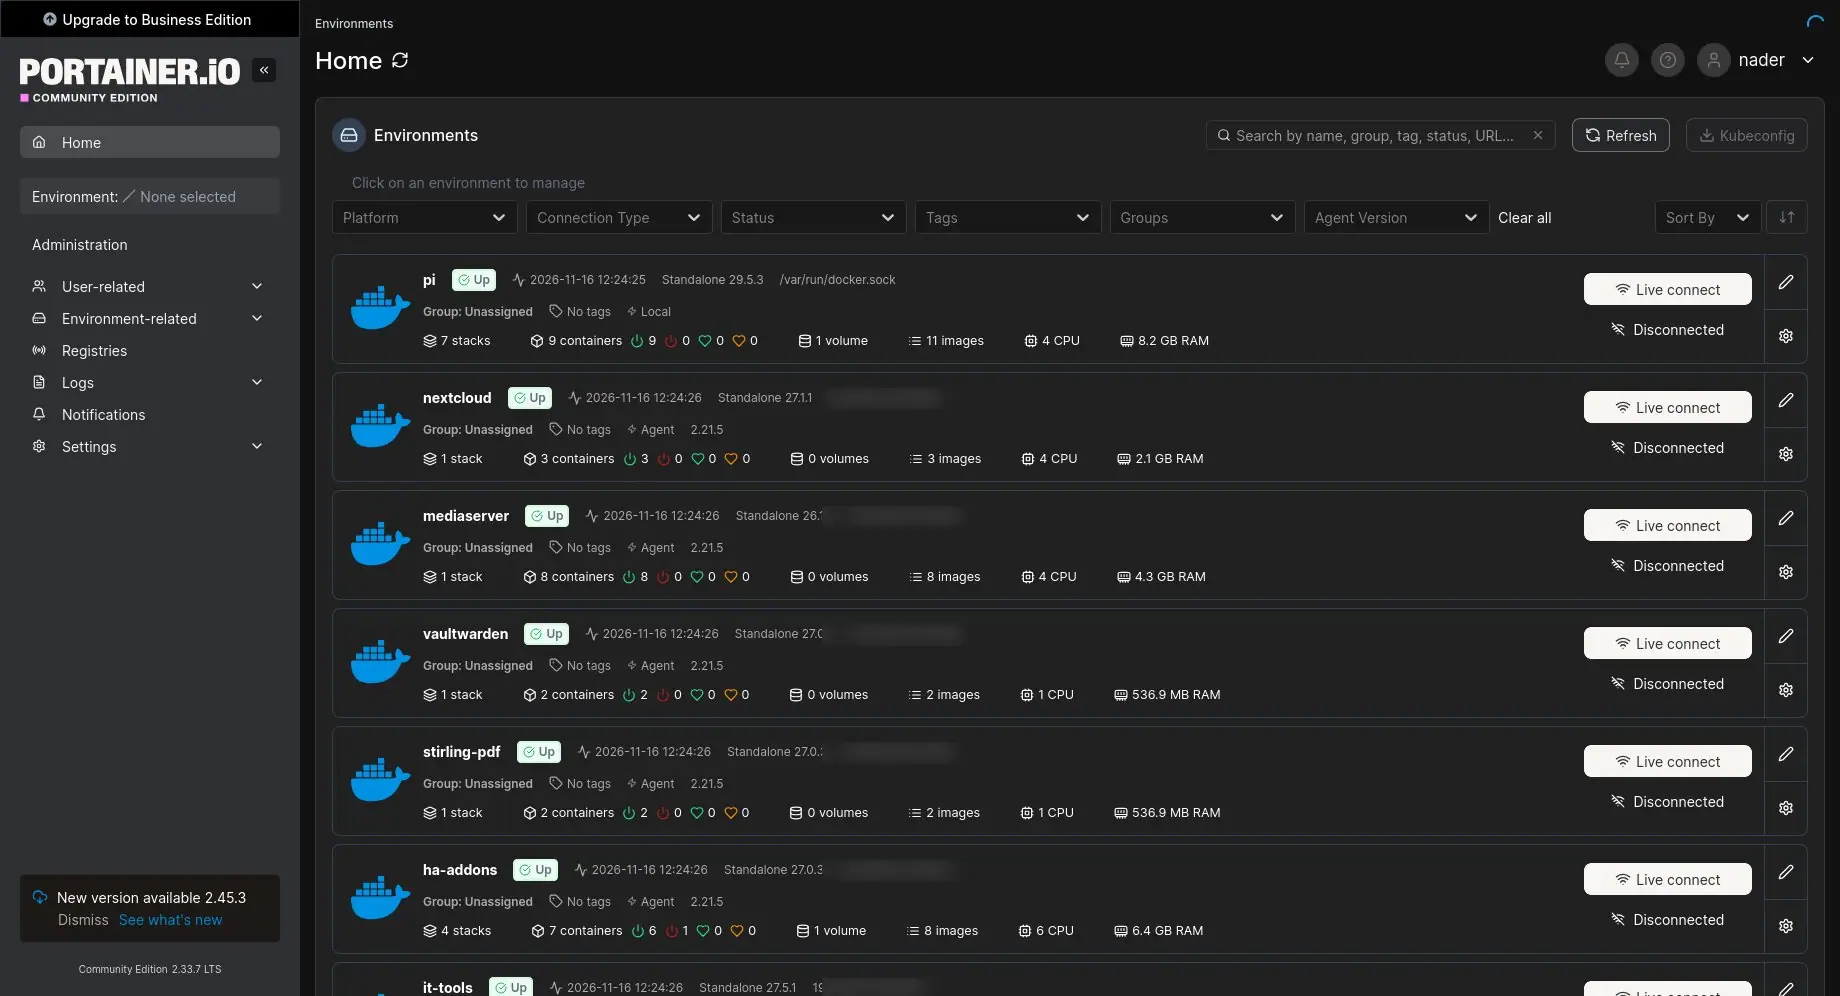 Upgrade to Business Edition
PORTAINER.iO
COMMUNITY EDITION
Home
Environment: None selected
Administration
User-related
Environment-related
Registries
Logs
Notifications
Settings
New version available 2.45.3
Dismiss See what's new
Community Edition 2.33.7 LTS
Environments
Home
nader
Environments
Search by name, group, tag, status, URL...
Refresh
Kubeconfig
Click on an environment to manage
Platform Connection Type Status Tags Groups Agent Version Clear all Sort By
pi Up 2026-11-16 12:24:25 Standalone 29.5.3 /var/run/docker.sock
Group: Unassigned No tags Local
7 stacks 9 containers 9 0 0 0 1 volume 11 images 4 CPU 8.2 GB RAM
Live connect
Disconnected
nextcloud Up 2026-11-16 12:24:26 Standalone 27.1.1
Group: Unassigned No tags Agent 2.21.5
1 stack 3 containers 3 0 0 0 0 volumes 3 images 4 CPU 2.1 GB RAM
Live connect
Disconnected
mediaserver Up 2026-11-16 12:24:26 Standalone
Group: Unassigned No tags Agent 2.21.5
1 stack 8 containers 8 0 0 0 0 volumes 8 images 4 CPU 4.3 GB RAM
Live connect
Disconnected
vaultwarden Up 2026-11-16 12:24:26 Standalone
Group: Unassigned No tags Agent 2.21.5
1 stack 2 containers 2 0 0 0 0 volumes 2 images 1 CPU 536.9 MB RAM
Live connect
Disconnected
stirling-pdf Up 2026-11-16 12:24:26 Standalone
Group: Unassigned No tags Agent 2.21.5
1 stack 2 containers 2 0 0 0 0 volumes 2 images 1 CPU 536.9 MB RAM
Live connect
Disconnected
ha-addons Up 2026-11-16 12:24:26 Standalone 27.0.3
Group: Unassigned No tags Agent 2.21.5
4 stacks 7 containers 6 1 0 0 1 volume 8 images 6 CPU 6.4 GB RAM
Live connect
Disconnected
it-tools Up 2026-11-16 12:24:26 Standalone 27.5.1
Live connect